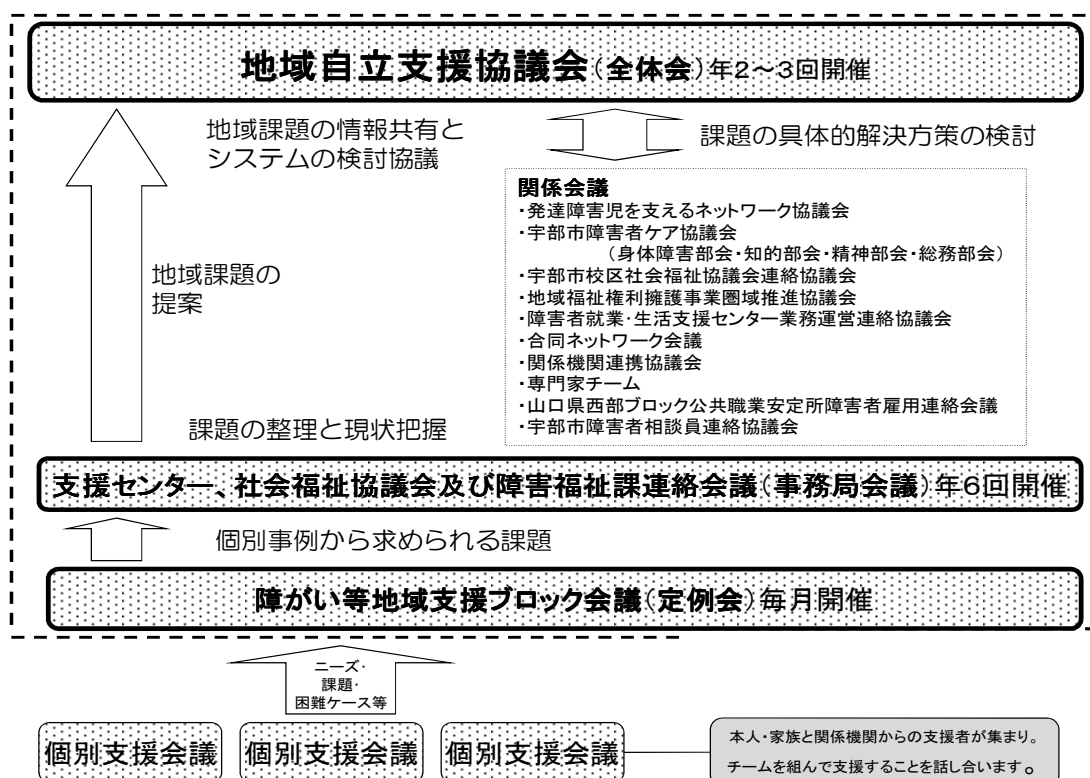 地域自立支援協議会(全体会)年2～3回開催
地域課題の情報共有と
システムの検討協議
課題の具体的解決方策の検討
関係会議
・発達障害児を支えるネットワーク協議会
・宇部市障害者ケア協議会
(身体障害部会・知的部会・精神部会・総務部会)
・宇部市校区社会福祉協議会連絡協議会
・地域福祉権利擁護事業圏域推進協議会
・障害者就業・生活支援センター業務運営連絡協議会
・合同ネットワーク会議
・関係機関連携協議会
・専門家チーム
・山口県西部ブロック公共職業安定所障害者雇用連絡会議
・宇部市障害者相談員連絡協議会
地域課題の
提案
課題の整理と現状把握
支援センター、社会福祉協議会及び障害福祉課連絡会議(事務局会議)年6回開催
個別事例から求められる課題
障がい等地域支援ブロック会議(定例会)毎月開催
ニーズ・
課題・
困難ケース等
個別支援会議
個別支援会議
個別支援会議
本人・家族と関係機関からの支援者が集まり。
チームを組んで支援することを話し合います。